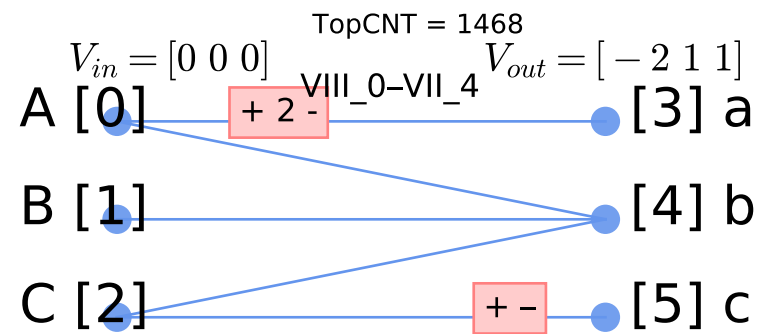 TopCNT = 1468
V_in = [0 0 0]
V_out = [ − 2 1 1]
VIII_0–VII_4
A [0]
+ 2 -
[3] a
B [1]
[4] b
C [2]
+ –
[5] c